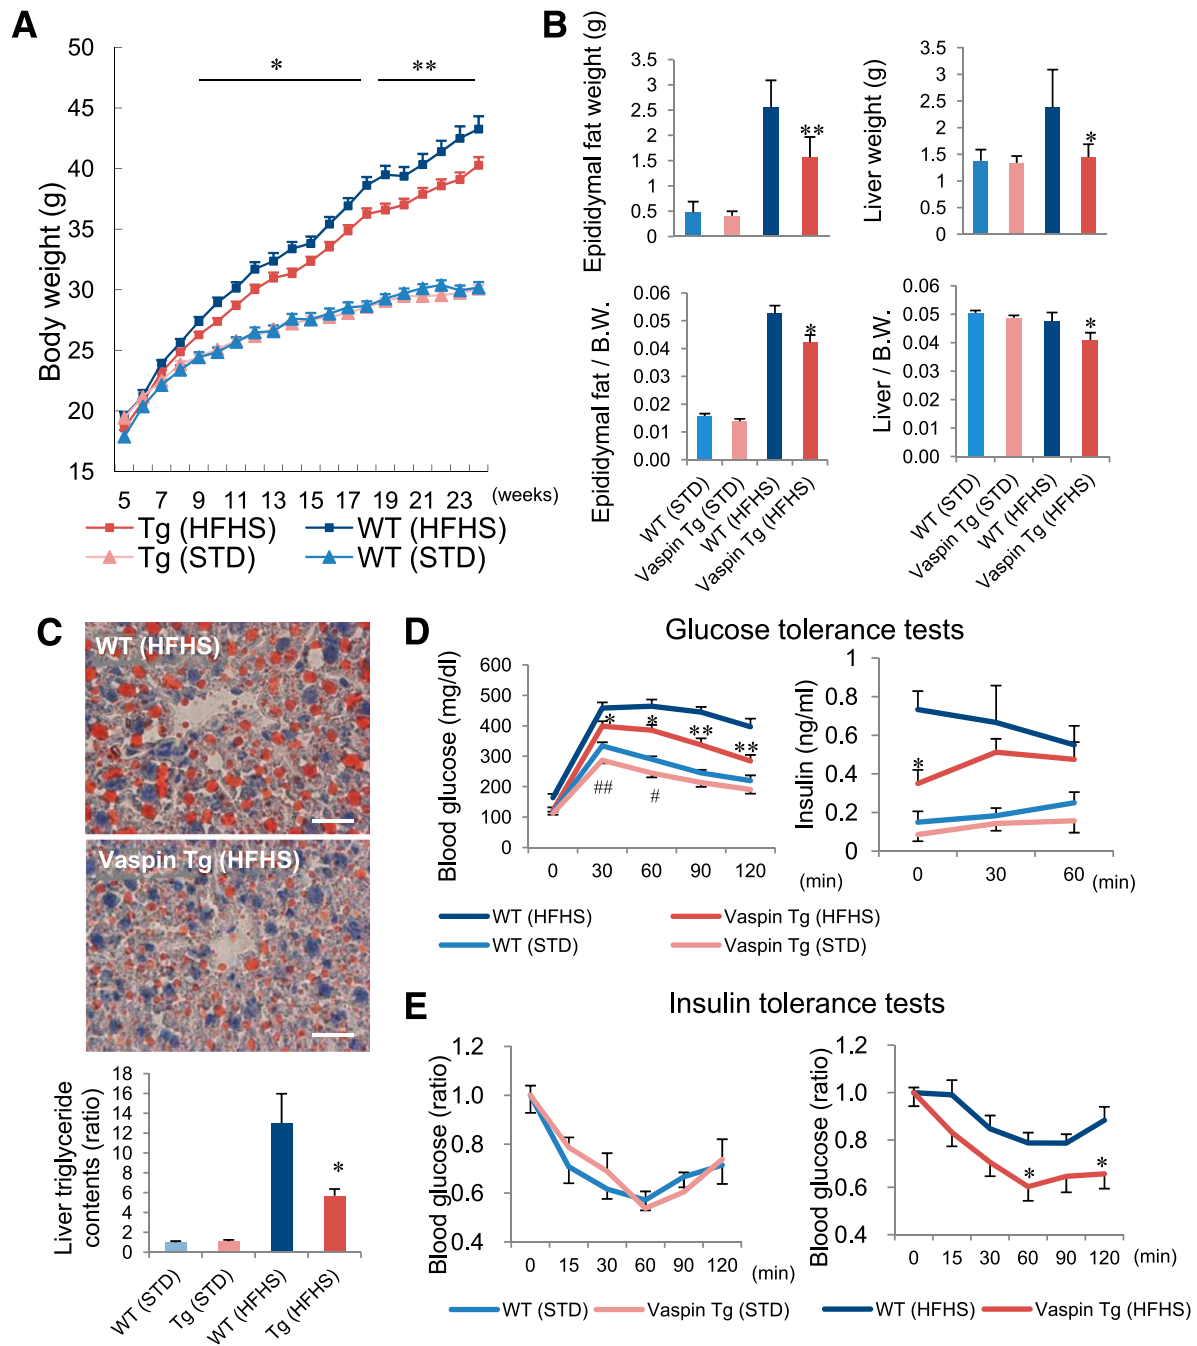 A
50
45
40
35
30
25
20
15
Body weight (g)
*
**
5 7 9 11 13 15 17 19 21 23 (weeks)
Tg (HFHS) WT (HFHS)
Tg (STD) WT (STD)
B
Epididymal fat weight (g)
3.5
3
2.5
2
1.5
1
0.5
0
**
Liver weight (g)
3.5
3
2.5
2
1.5
1
0.5
0
*
Epididymal fat / B.W.
0.06
0.05
0.04
0.03
0.02
0.01
0.00
*
WT (STD)
Vaspin Tg (STD)
WT (HFHS)
Vaspin Tg (HFHS)
Liver / B.W.
0.06
0.05
0.04
0.03
0.02
0.01
0.00
*
WT (STD)
Vaspin Tg (STD)
WT (HFHS)
Vaspin Tg (HFHS)
C
WT (HFHS)
Vaspin Tg (HFHS)
Liver triglyceride
contents (ratio)
18
16
14
12
10
8
6
4
2
0
*
WT (STD)
Tg (STD)
WT (HFHS)
Tg (HFHS)
D
Glucose tolerance tests
Blood glucose (mg/dl)
600
500
400
300
200
100
0
* * ** **
## #
0 30 60 90 120 (min)
Insulin (ng/ml)
1
0.8
0.6
0.4
0.2
0
*
0 30 60 (min)
WT (HFHS) Vaspin Tg (HFHS)
WT (STD) Vaspin Tg (STD)
E
Insulin tolerance tests
Blood glucose (ratio)
1.2
1.0
0.8
0.6
0.4
0 15 30 60 90 120 (min)
WT (STD) Vaspin Tg (STD)
Blood glucose (ratio)
1.2
1.0
0.8
0.6
0.4
* *
0 15 30 60 90 120 (min)
WT (HFHS) Vaspin Tg (HFHS)